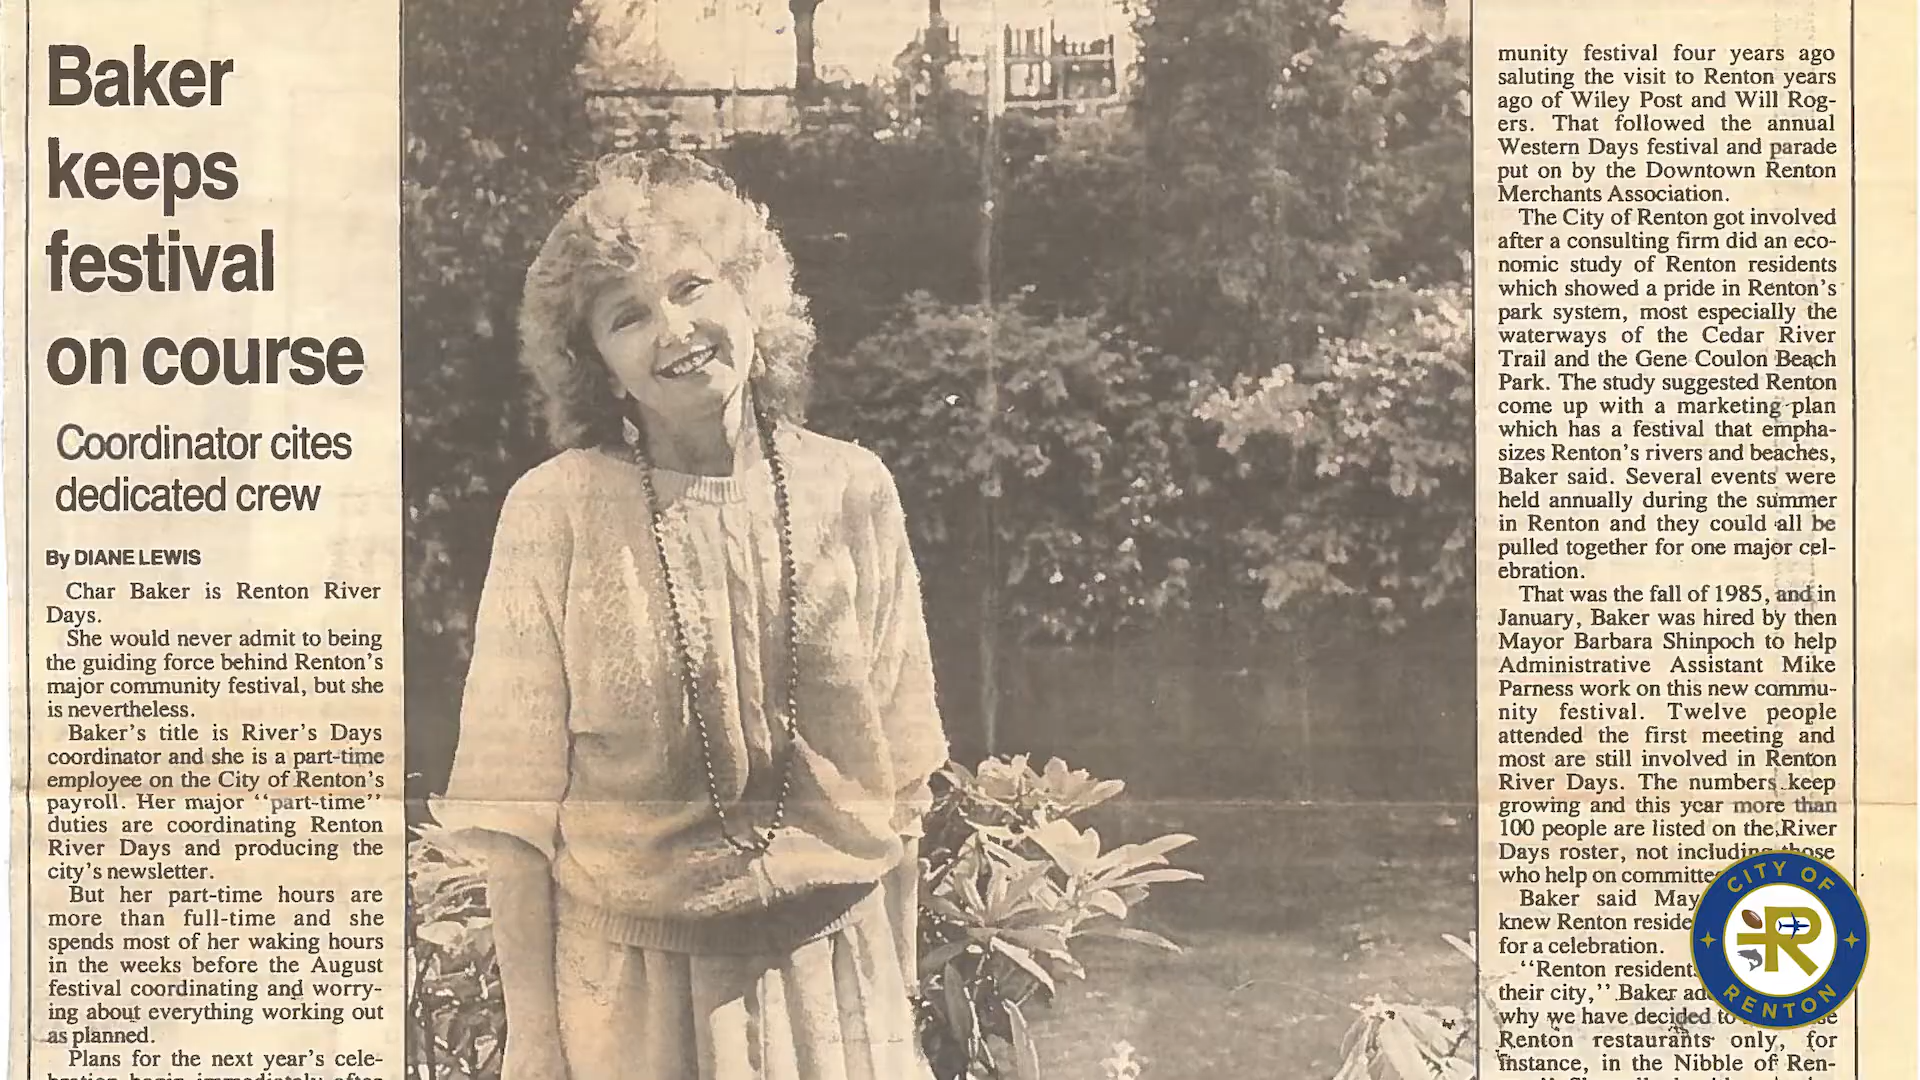 Baker
keeps
festival
on course
Coordinator cites
dedicated crew
By DIANE LEWIS
Char Baker is Renton River
Days.
She would never admit to being
the guiding force behind Renton's
major community festival, but she
is nevertheless.
Baker's title is River's Days
coordinator and she is a part-time
employee on the City of Renton's
payroll. Her major "part-time"
duties are coordinating Renton
River Days and producing the
city's newsletter.
But her part-time hours are
more than full-time and she
spends most of her waking hours
in the weeks before the August
festival coordinating and worry-
ing about everything working out
as planned.
Plans for the next year's cele-
munity festival four years ago
saluting the visit to Renton years
ago of Wiley Post and Will Rog-
ers. That followed the annual
Western Days festival and parade
put on by the Downtown Renton
Merchants Association.
The City of Renton got involved
after a consulting firm did an eco-
nomic study of Renton residents
which showed a pride in Renton's
park system, most especially the
waterways of the Cedar River
Trail and the Gene Coulon Beach
Park. The study suggested Renton
come up with a marketing plan
which has a festival that empha-
sizes Renton's rivers and beaches,
Baker said. Several events were
held annually during the summer
in Renton and they could all be
pulled together for one major cel-
ebration.
That was the fall of 1985, and in
January, Baker was hired by then
Mayor Barbara Shinpoch to help
Administrative Assistant Mike
Parness work on this new commu-
nity festival. Twelve people
attended the first meeting and
most are still involved in Renton
River Days. The numbers keep
growing and this year more than
100 people are listed on the River
Days roster, not including those
who help on
Baker said
knew Renton
for a celebration.
"Renton
their city," Baker
why we have decided to
Renton restaurants only, for
instance, in the Nibble of Ren-
CITY OF
R
RENTON